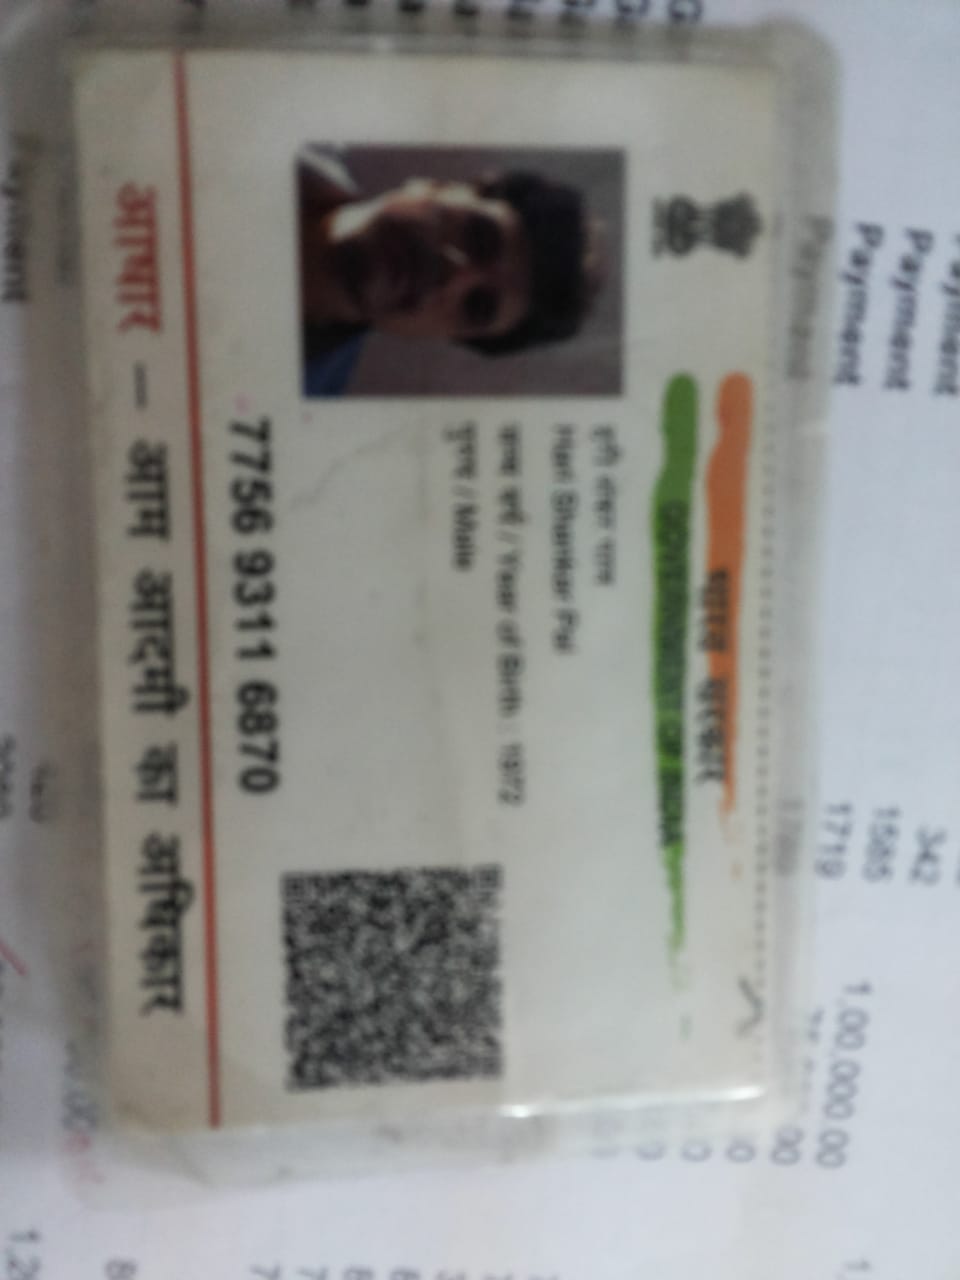 भारत सरकार
GOVERNMENT OF INDIA
हरी शंकर पाल
Hari Shankar Pal
जन्म वर्ष / Year of Birth : 1972
पुरुष / Male
7756 9311 6870
आधार – आम आदमी का अधिकार
Payment
Payment
Payment
342
1585
1719
1,00,000.00